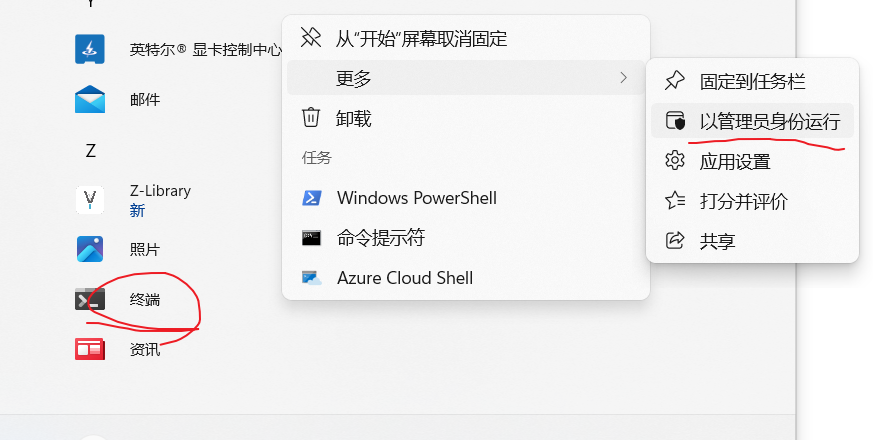 Y
英特尔® 显卡控制中心
邮件
Z
Z-Library
新
照片
终端
资讯
从“开始”屏幕取消固定
更多
卸载
任务
Windows PowerShell
命令提示符
Azure Cloud Shell
固定到任务栏
以管理员身份运行
应用设置
打分并评价
共享